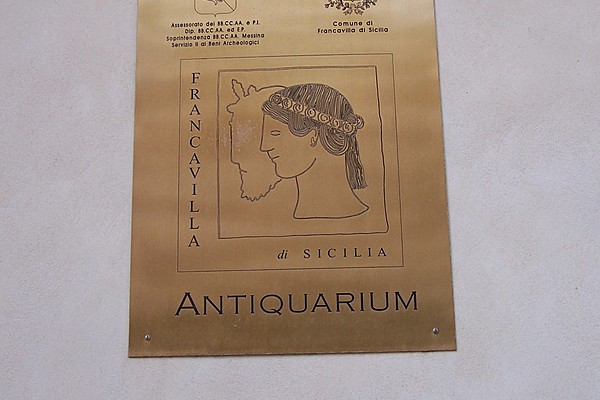 Assessorato dei BB.CC.AA. e P.I.
Dip. BB.CC.AA. ed E.P.
Soprintendenza BB.CC.AA. Messina
Servizio II ai Beni Archeologici
Comune di
Francavilla di Sicilia
FRANCAVILLA
di SICILIA
ANTIQUARIUM